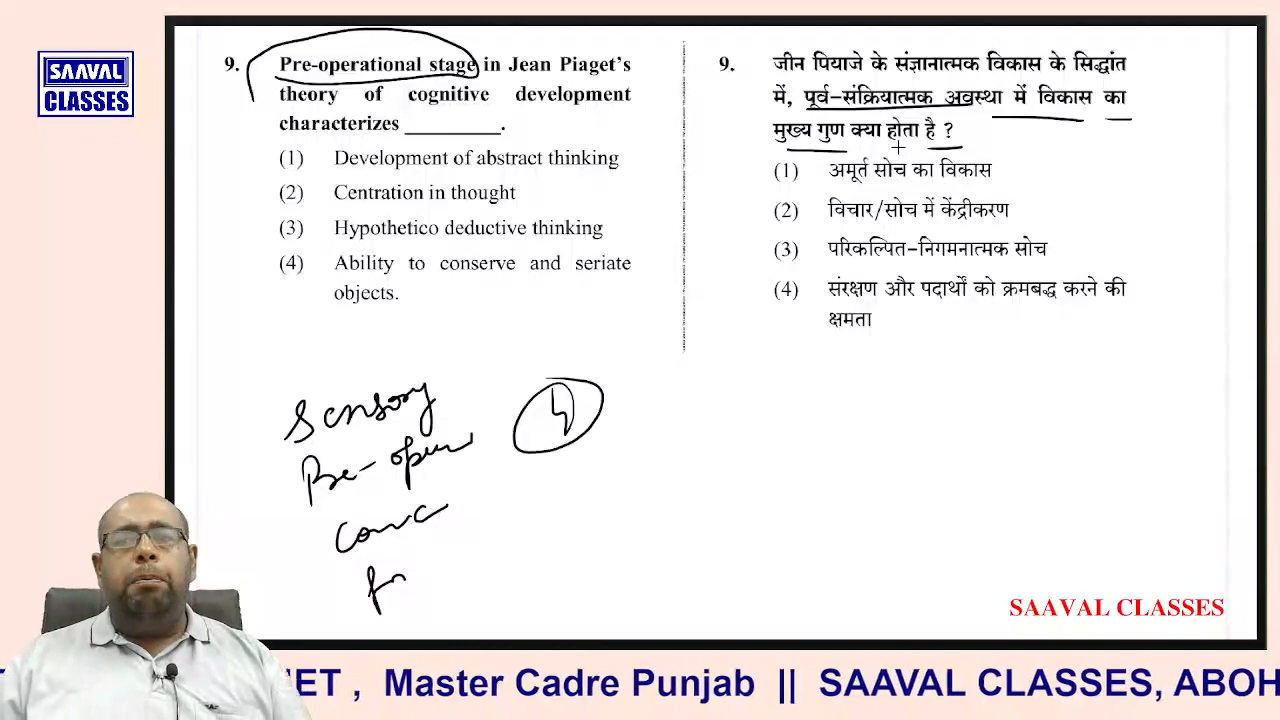 SAAVAL
CLASSES
9. Pre-operational stage in Jean Piaget's
theory of cognitive development
characterizes __________.
(1) Development of abstract thinking
(2) Centration in thought
(3) Hypothetico deductive thinking
(4) Ability to conserve and seriate
objects.
9. जीन पियाजे के संज्ञानात्मक विकास के सिद्धांत
में, पूर्व-संक्रियात्मक अवस्था में विकास का
मुख्य गुण क्या होता है ?
(1) अमूर्त सोच का विकास
(2) विचार/सोच में केंद्रीकरण
(3) परिकल्पित-निगमनात्मक सोच
(4) संरक्षण और पदार्थों को क्रमबद्ध करने की
क्षमता
Sensory
4
Pre-oper
Conc
fo
SAAVAL CLASSES
ET , Master Cadre Punjab || SAAVAL CLASSES, ABOH